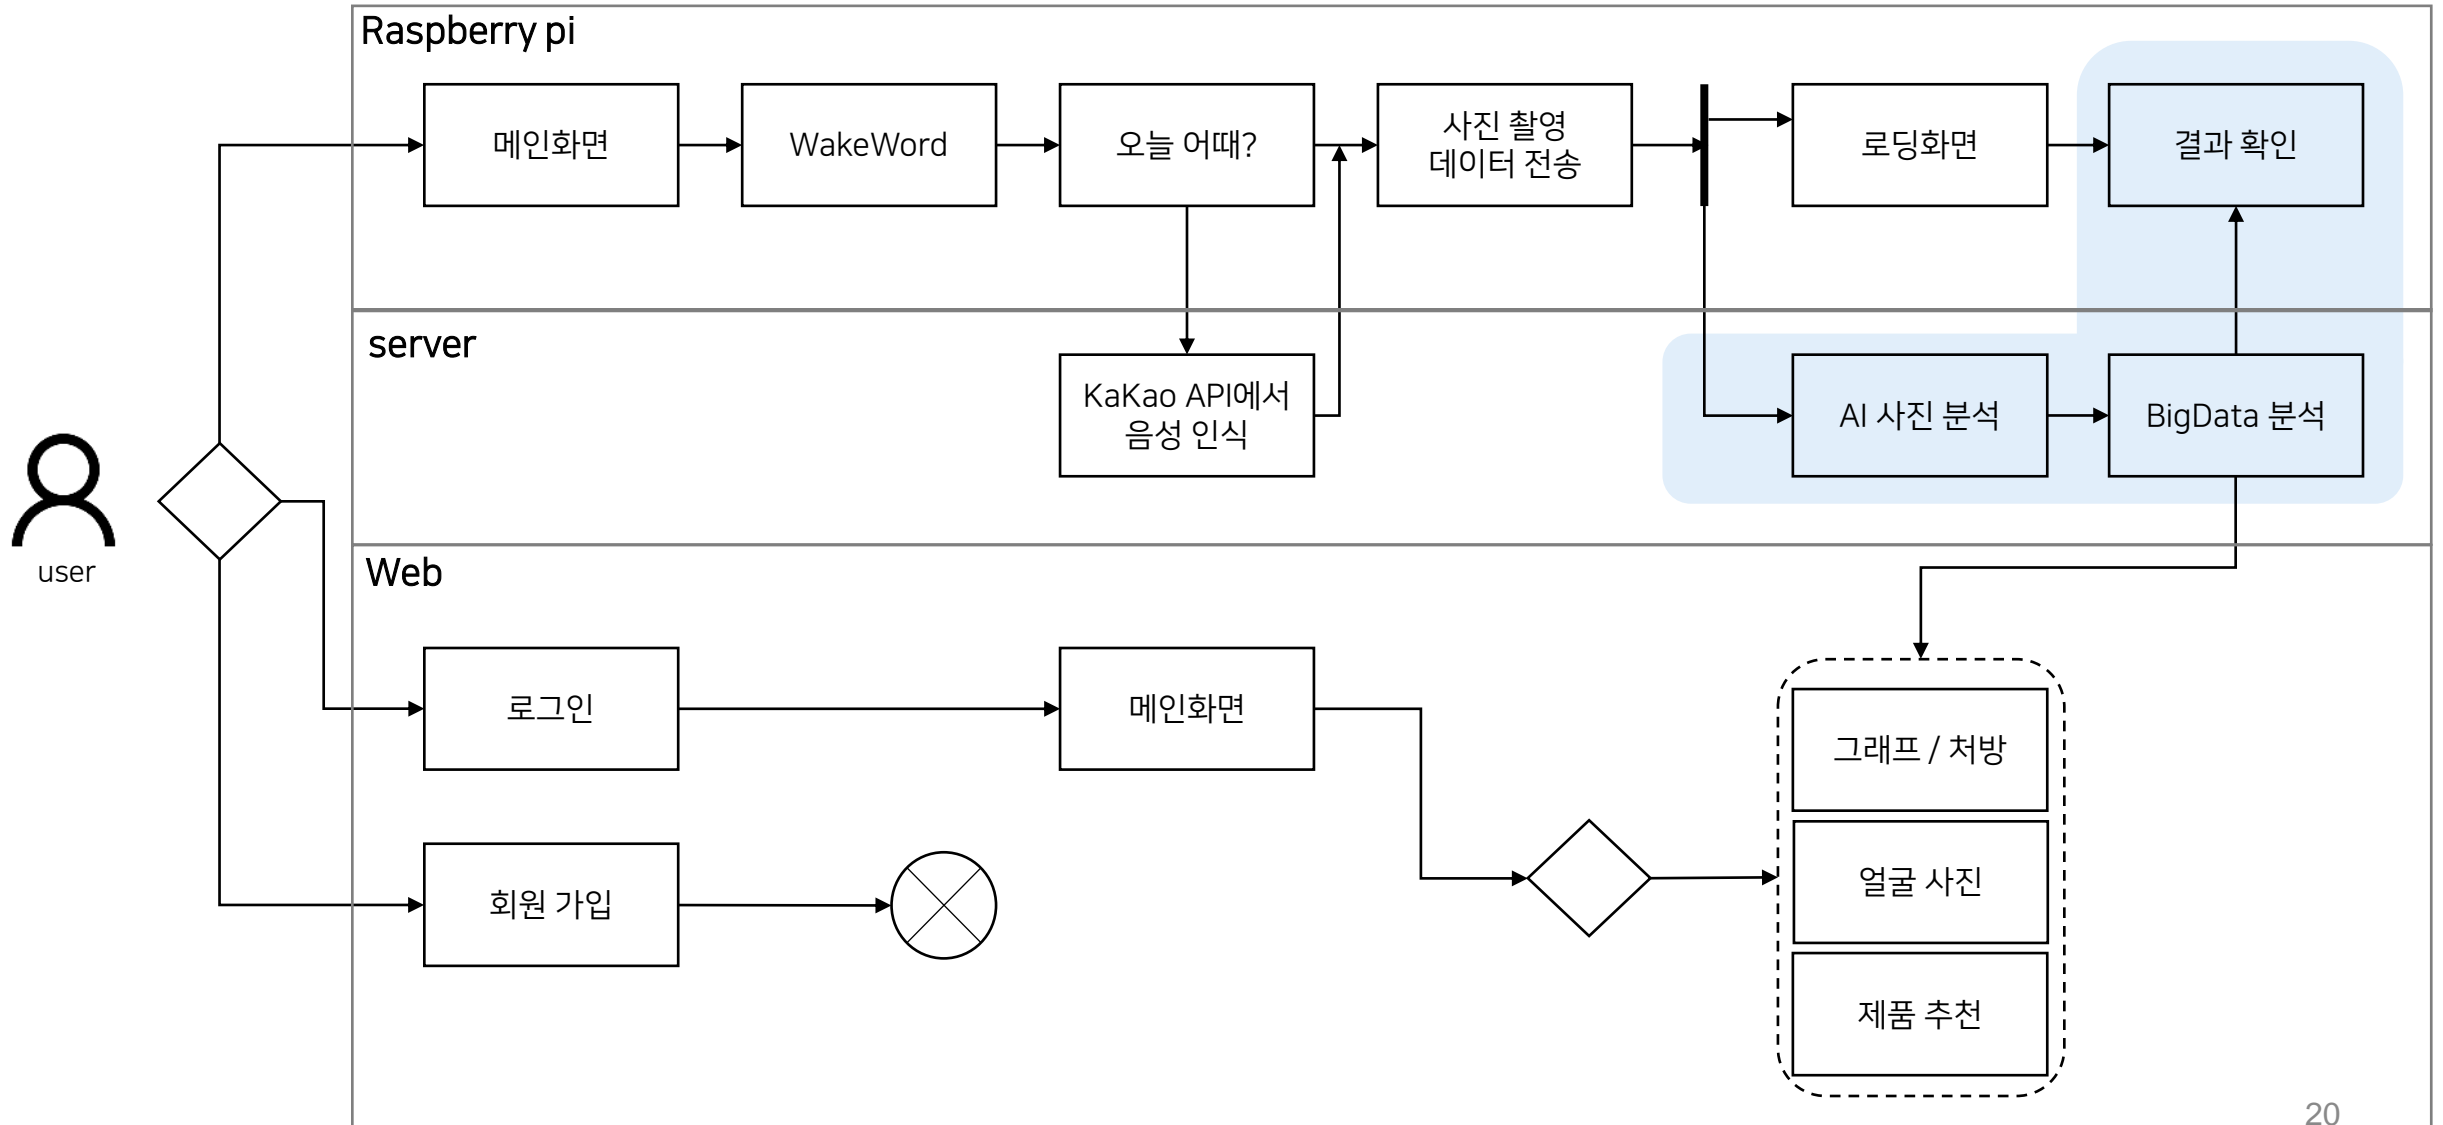 Raspberry pi
메인화면
WakeWord
오늘 어때?
사진 촬영
데이터 전송
로딩화면
결과 확인
server
KaKao API에서
음성 인식
AI 사진 분석
BigData 분석
user
Web
로그인
메인화면
그래프 / 처방
회원 가입
얼굴 사진
제품 추천
20